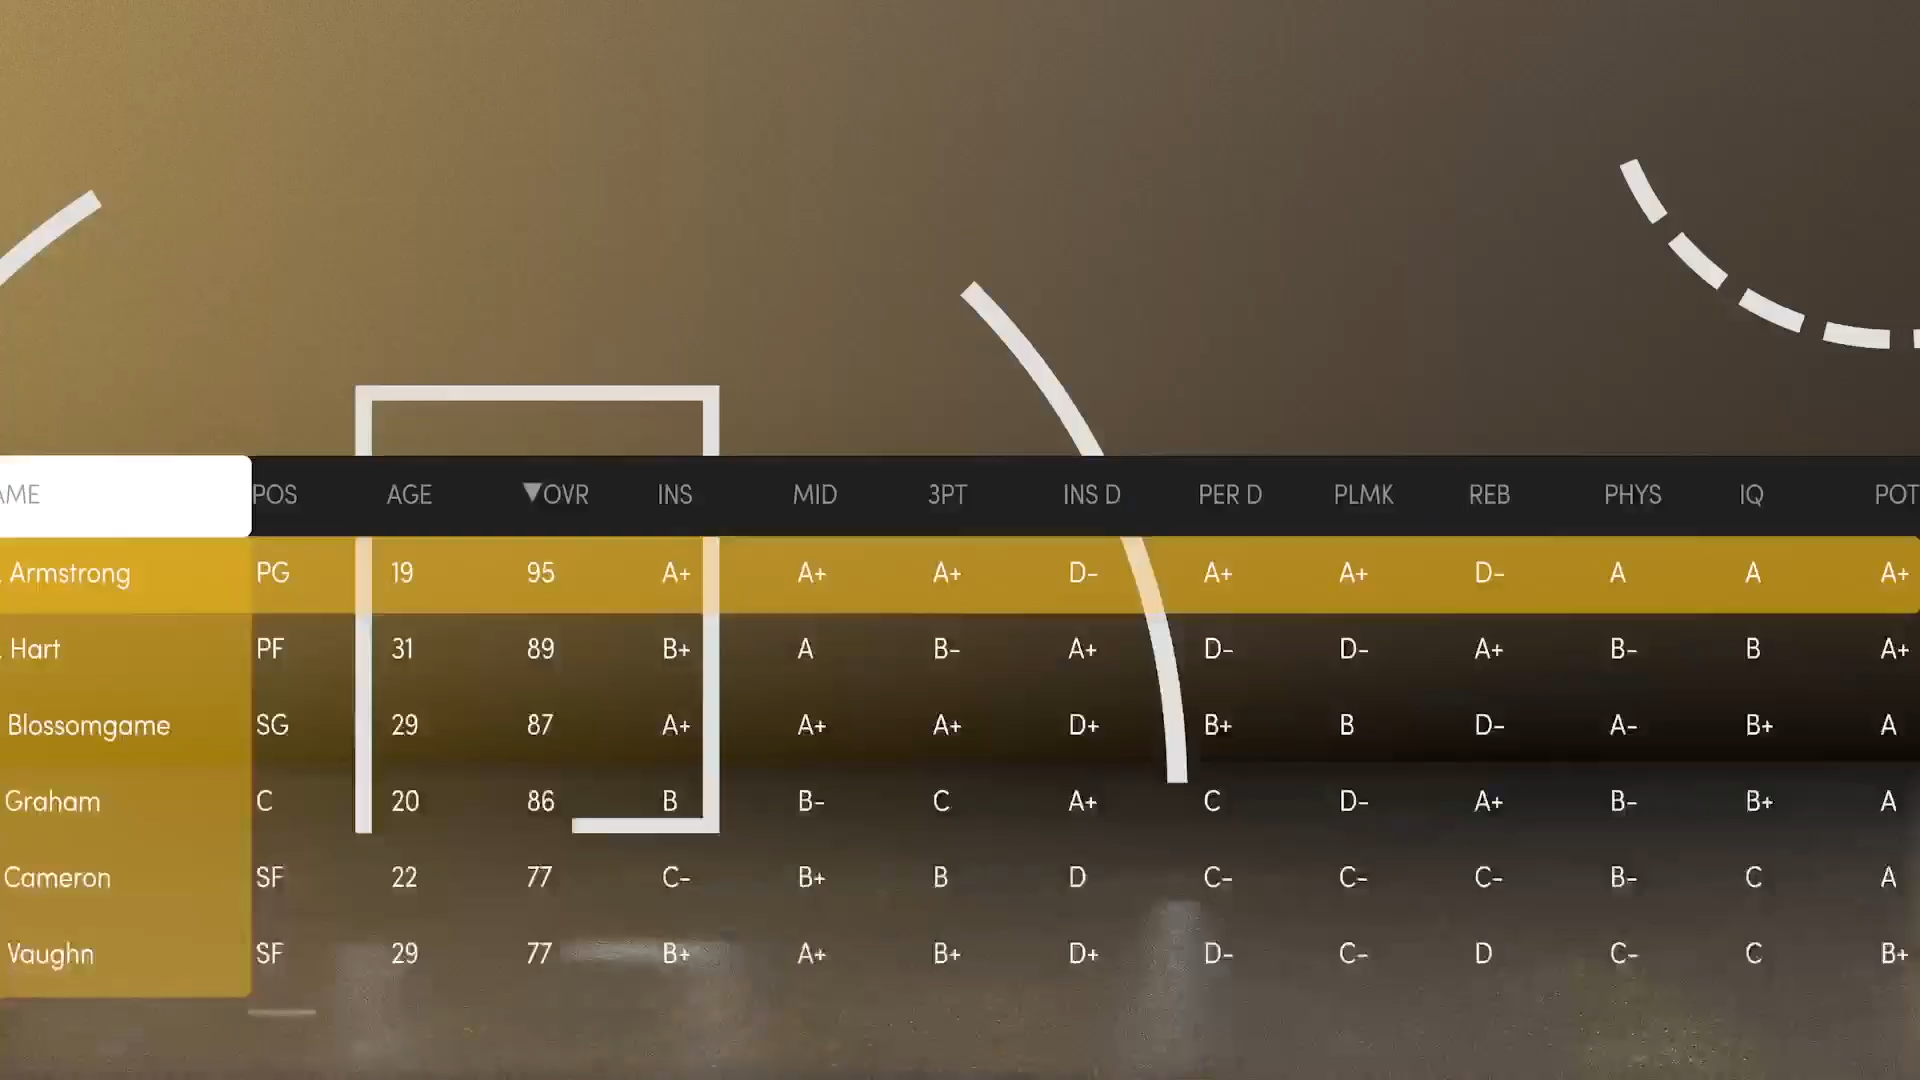 AME POS AGE ▼OVR INS MID 3PT INS D PER D PLMK REB PHYS IQ POT
. Armstrong PG 19 95 A+ A+ A+ D- A+ A+ D- A A A+
. Hart PF 31 89 B+ A B- A+ D- D- A+ B- B A+
Blossomgame SG 29 87 A+ A+ A+ D+ B+ B D- A- B+ A
Graham C 20 86 B B- C A+ C D- A+ B- B+ A
Cameron SF 22 77 C- B+ B D C- C- C- B- C A
Vaughn SF 29 77 B+ A+ B+ D+ D- C- D C- C B+